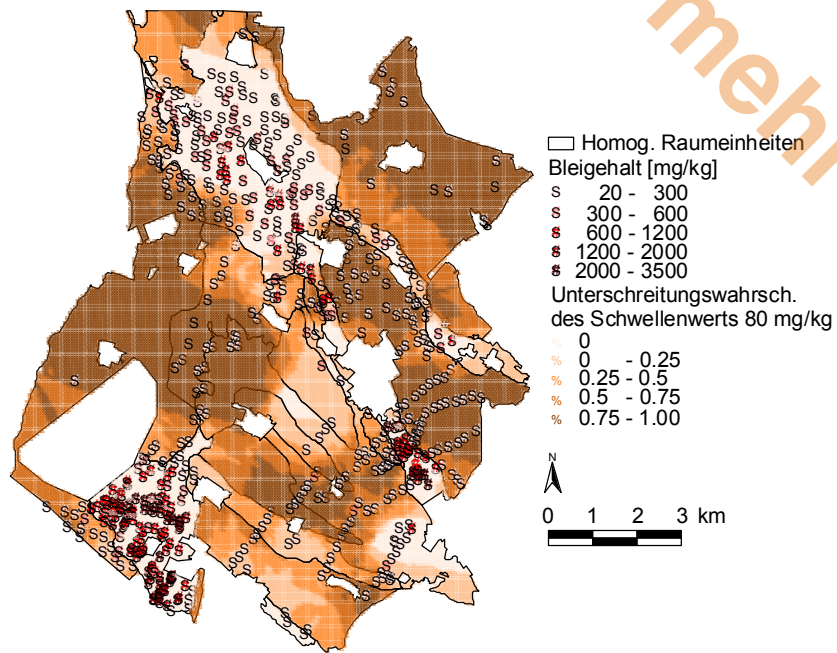 mehr
Homog. Raumeinheiten
Bleigehalt [mg/kg]
S 20 - 300
S 300 - 600
S 600 - 1200
S 1200 - 2000
S 2000 - 3500
Unterschreitungswahrsch.
des Schwellenwerts 80 mg/kg
% 0
% 0 - 0.25
% 0.25 - 0.5
% 0.5 - 0.75
% 0.75 - 1.00
N
0 1 2 3 km